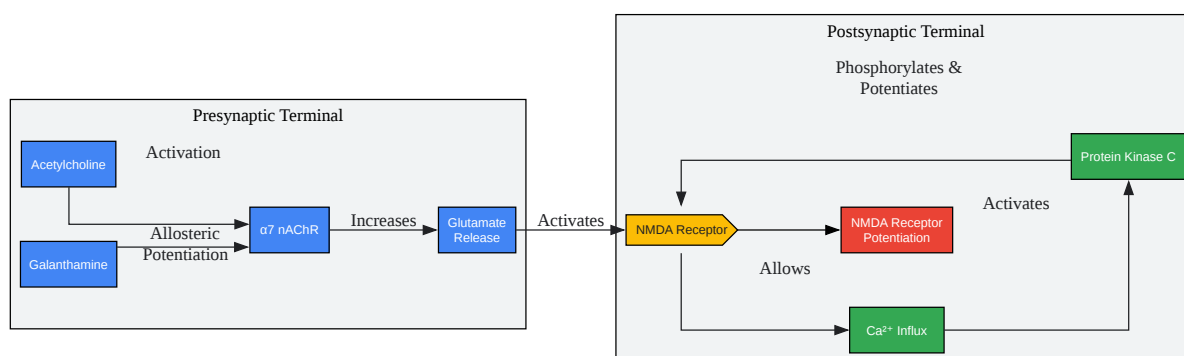 Presynaptic Terminal
Acetylcholine
Activation
Allosteric
Potentiation
Galanthamine
α7 nAChR
Increases
Glutamate
Release
Activates
Postsynaptic Terminal
Phosphorylates &
Potentiates
Protein Kinase C
Activates
NMDA Receptor
NMDA Receptor
Potentiation
Allows
Ca²⁺ Influx